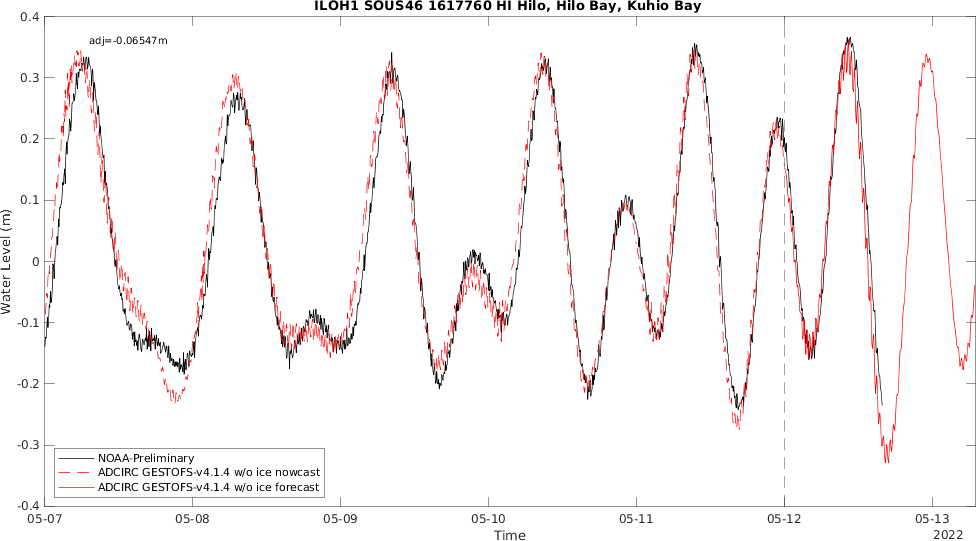 ILOH1 SOUS46 1617760 HI Hilo, Hilo Bay, Kuhio Bay
adj=-0.06547m
0.4
0.3
0.2
0.1
0
-0.1
-0.2
-0.3
-0.4
Water Level (m)
NOAA-Preliminary
ADCIRC GESTOFS-v4.1.4 w/o ice nowcast
ADCIRC GESTOFS-v4.1.4 w/o ice forecast
05-07 05-08 05-09 05-10 05-11 05-12 05-13
Time
2022